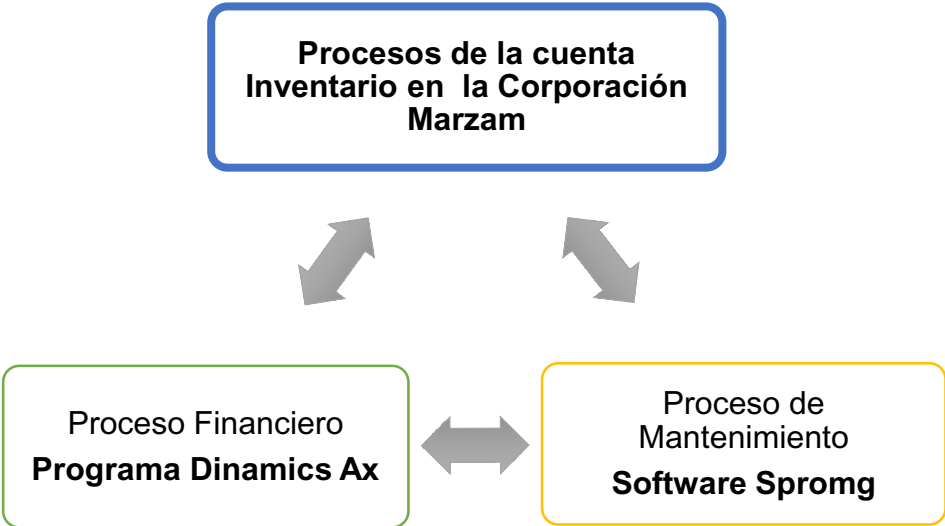 Procesos de la cuenta
Inventario en la Corporación
Marzam
Proceso Financiero
Programa Dinamics Ax
Proceso de
Mantenimiento
Software Spromg